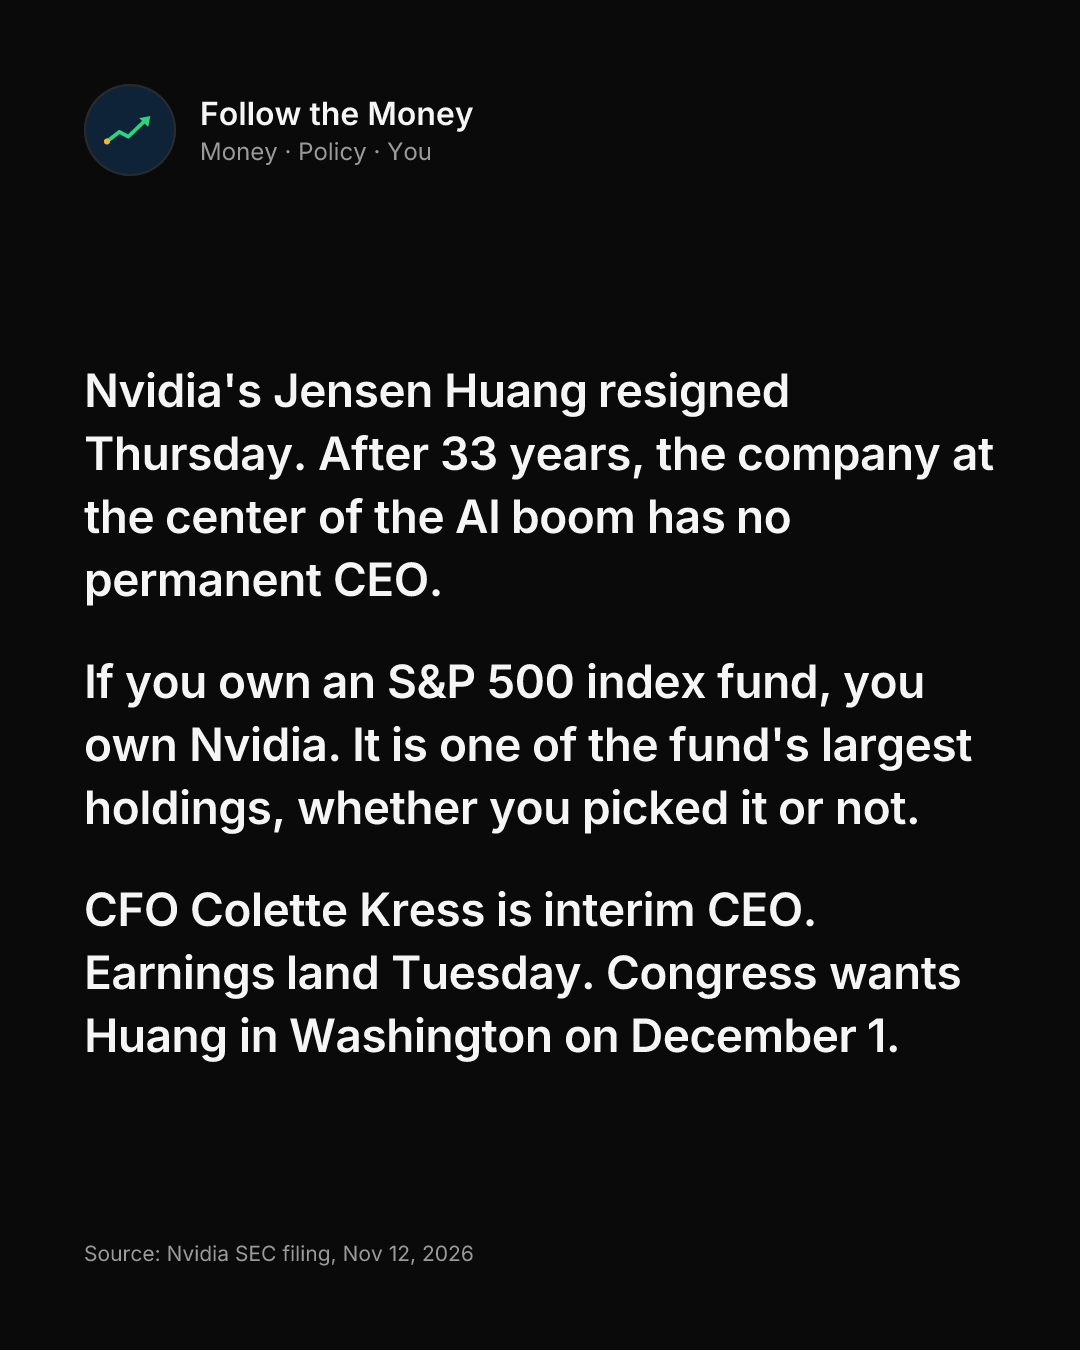 Follow the Money
Money · Policy · You
Nvidia's Jensen Huang resigned
Thursday. After 33 years, the company at
the center of the AI boom has no
permanent CEO.
If you own an S&P 500 index fund, you
own Nvidia. It is one of the fund's largest
holdings, whether you picked it or not.
CFO Colette Kress is interim CEO.
Earnings land Tuesday. Congress wants
Huang in Washington on December 1.
Source: Nvidia SEC filing, Nov 12, 2026